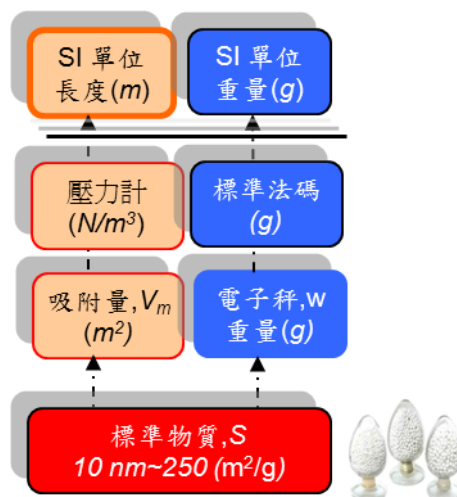 SI 單位
長度(m)
SI 單位
重量(g)
壓力計
(N/m³)
標準法碼
(g)
吸附量,Vₘ
(m²)
電子秤,w
重量(g)
標準物質,S
10 nm~250 (m²/g)